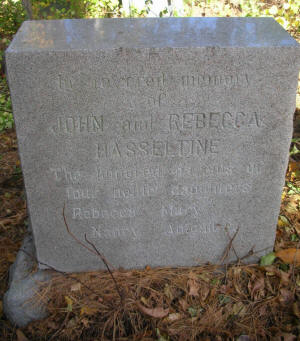 In revered memory
of
JOHN and REBECCA
HASSELTINE
The honored parents of
four noble daughters
Rebecca Mary
Nancy Abigail